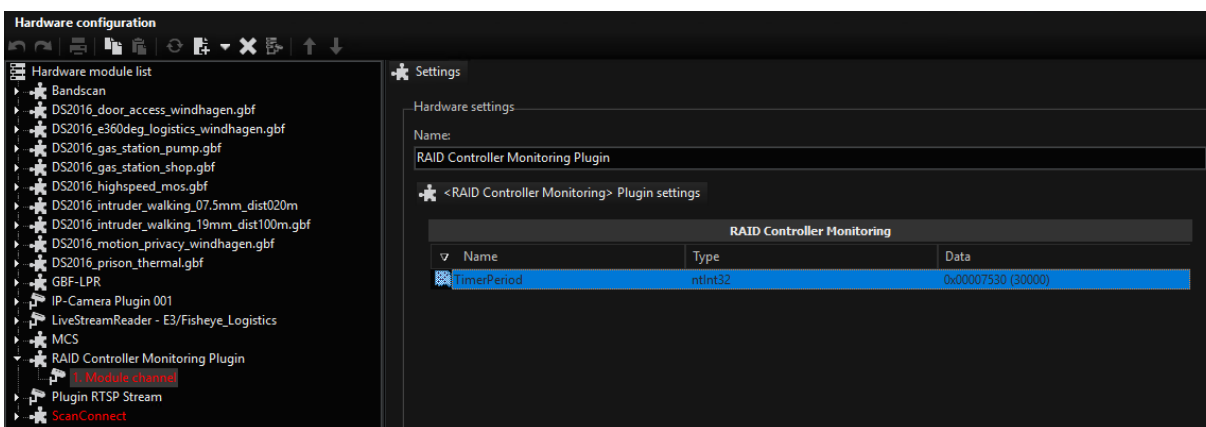 Hardware configuration
Hardware module list
Bandscan
DS2016_door_access_windhagen.gbf
DS2016_e360deg_logistics_windhagen.gbf
DS2016_gas_station_pump.gbf
DS2016_gas_station_shop.gbf
DS2016_highspeed_mos.gbf
DS2016_intruder_walking_07.5mm_dist020m
DS2016_intruder_walking_19mm_dist100m.gbf
DS2016_motion_privacy_windhagen.gbf
DS2016_prison_thermal.gbf
GBF-LPR
IP-Camera Plugin 001
LiveStreamReader - E3/Fisheye_Logistics
MCS
RAID Controller Monitoring Plugin
1. Module channel
Plugin RTSP Stream
ScanConnect
Settings
Hardware settings
Name:
RAID Controller Monitoring Plugin
<RAID Controller Monitoring> Plugin settings
RAID Controller Monitoring
Name Type Data
TimerPeriod ntInt32 0x00007530 (30000)